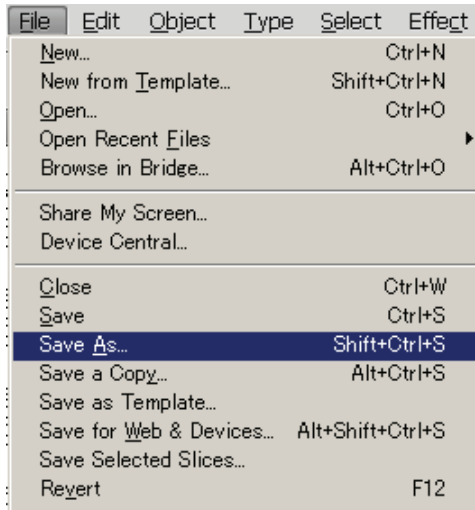 File Edit Object Type Select Effect
New... Ctrl+N
New from Template... Shift+Ctrl+N
Open... Ctrl+O
Open Recent Files
Browse in Bridge... Alt+Ctrl+O
Share My Screen...
Device Central...
Close Ctrl+W
Save Ctrl+S
Save As... Shift+Ctrl+S
Save a Copy... Alt+Ctrl+S
Save as Template...
Save for Web & Devices... Alt+Shift+Ctrl+S
Save Selected Slices...
Revert F12